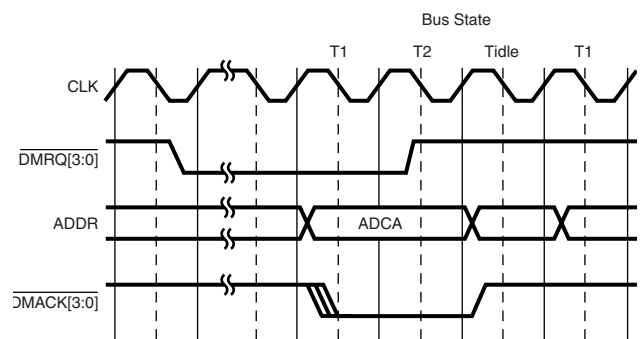 Bus State
T1 T2 Tidle T1
CLK
DMRQ[3:0]
ADDR
ADCA
DMACK[3:0]